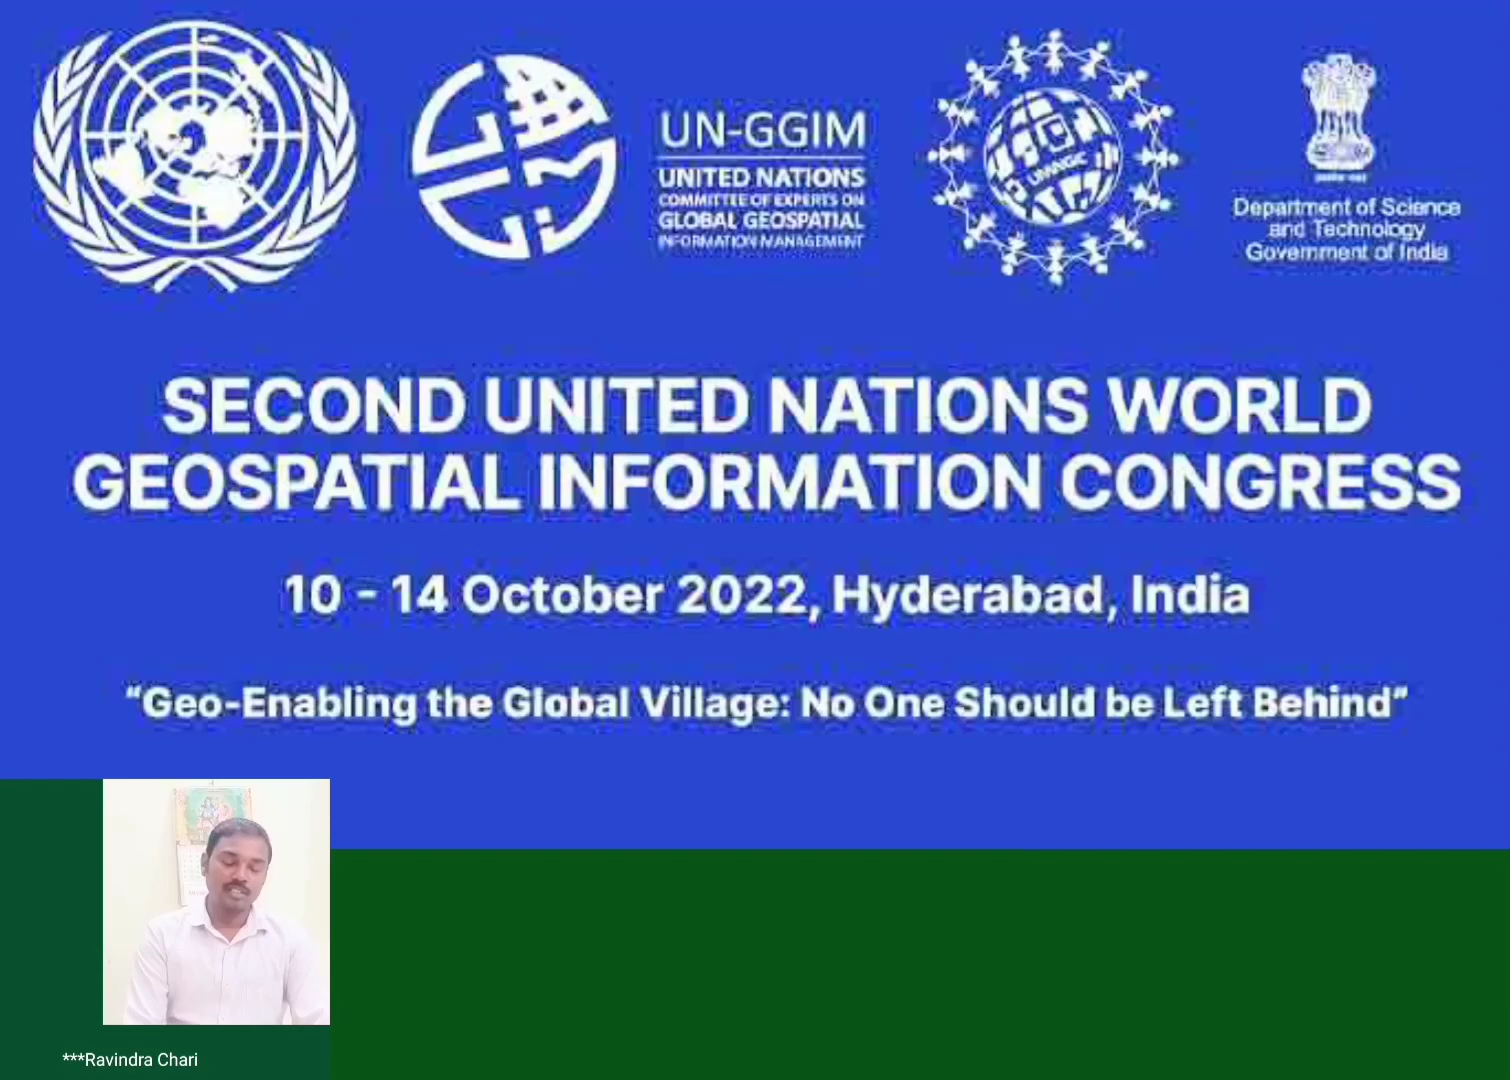 UN-GGIM
UNITED NATIONS
COMMITTEE OF EXPERTS ON
GLOBAL GEOSPATIAL
INFORMATION MANAGEMENT
UNWGIC
Department of Science
and Technology
Government of India
SECOND UNITED NATIONS WORLD
GEOSPATIAL INFORMATION CONGRESS
10 - 14 October 2022, Hyderabad, India
“Geo-Enabling the Global Village: No One Should be Left Behind”
***Ravindra Chari